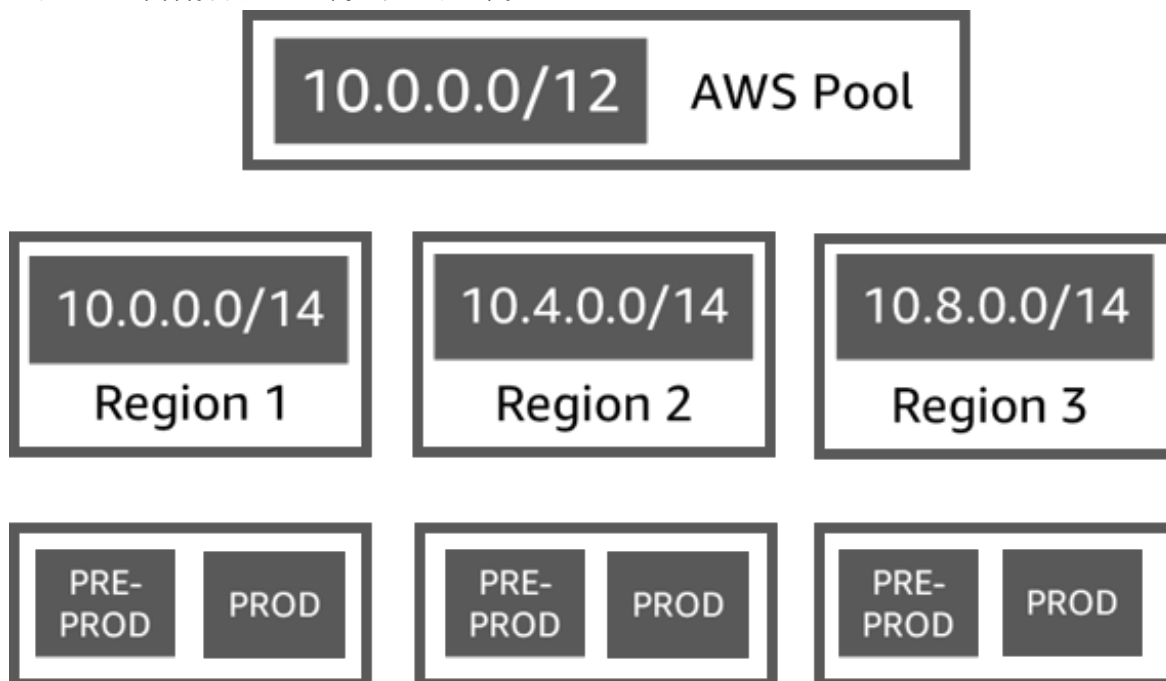 10.0.0.0/12 AWS Pool
10.0.0.0/14
Region 1
10.4.0.0/14
Region 2
10.8.0.0/14
Region 3
PRE-
PROD
PROD
PRE-
PROD
PROD
PRE-
PROD
PROD